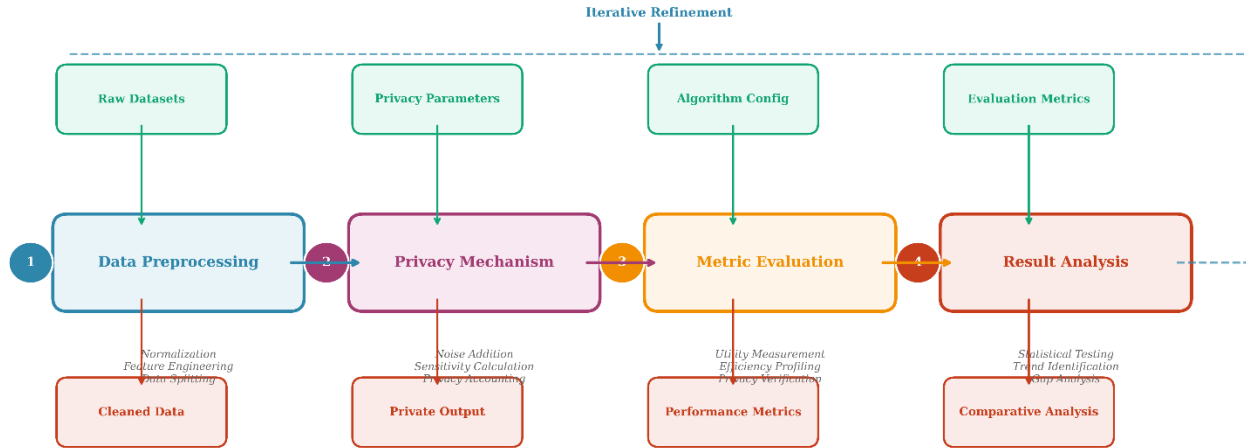 Iterative Refinement
Raw Datasets
Privacy Parameters
Algorithm Config
Evaluation Metrics
1
Data Preprocessing
2
Privacy Mechanism
3
Metric Evaluation
4
Result Analysis
Normalization
Feature Engineering
Data Splitting
Noise Addition
Sensitivity Calculation
Privacy Accounting
Utility Measurement
Efficiency Profiling
Privacy Verification
Statistical Testing
Trend Identification
Gap Analysis
Cleaned Data
Private Output
Performance Metrics
Comparative Analysis